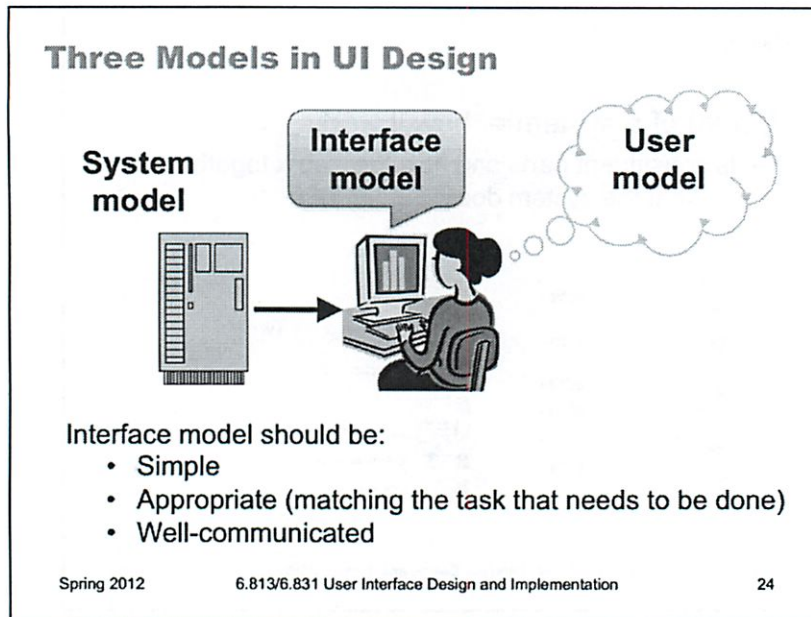 Three Models in UI Design
System
model
Interface
model
User
model
Interface model should be:
• Simple
• Appropriate (matching the task that needs to be done)
• Well-communicated
Spring 2012 6.813/6.831 User Interface Design and Implementation 24